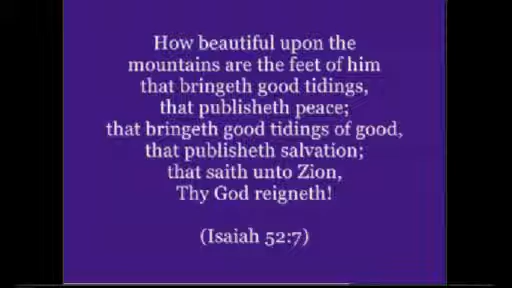 How beautiful upon the
mountains are the feet of him
that bringeth good tidings,
that publisheth peace;
that bringeth good tidings of good,
that publisheth salvation;
that saith unto Zion,
Thy God reigneth!
(Isaiah 52:7)